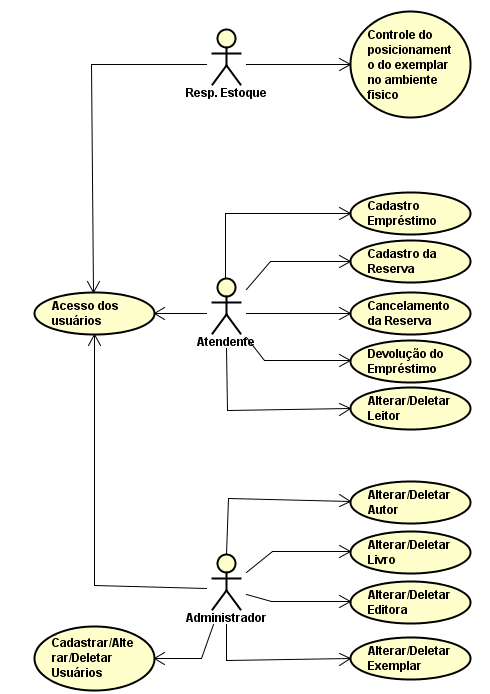 Controle do
posicionament
o do exemplar
no ambiente
fisico
Resp. Estoque
Cadastro
Empréstimo
Cadastro da
Reserva
Acesso dos
usuários
Atendente
Cancelamento
da Reserva
Devolução do
Empréstimo
Alterar/Deletar
Leitor
Alterar/Deletar
Autor
Alterar/Deletar
Livro
Alterar/Deletar
Editora
Administrador
Cadastrar/Alte
rar/Deletar
Usuários
Alterar/Deletar
Exemplar